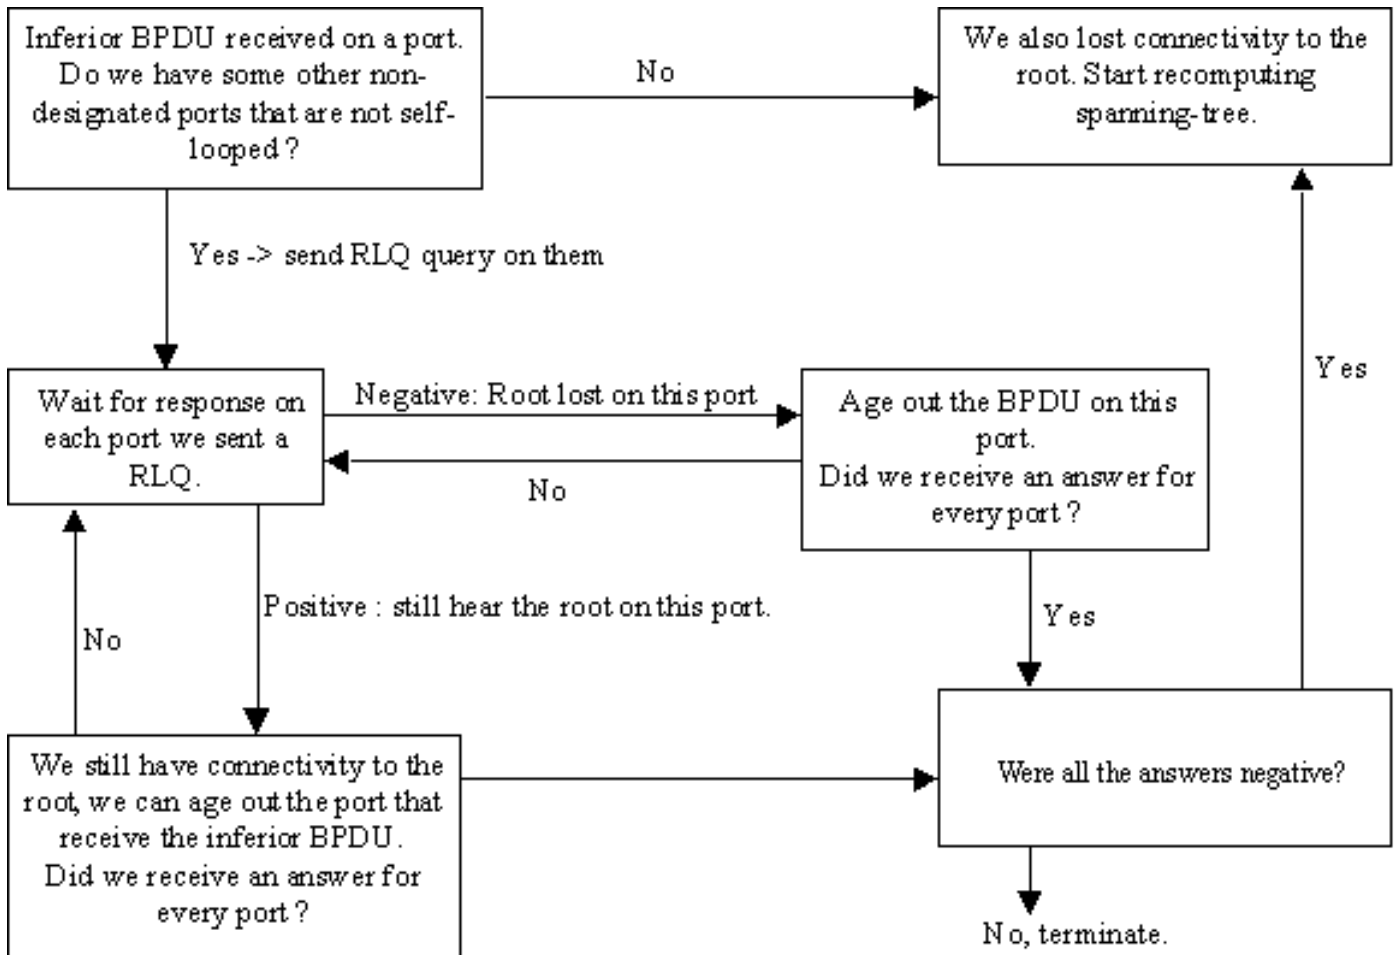 Inferior BPDU received on a port.
Do we have some other non-
designated ports that are not self-
looped ?
No
We also lost connectivity to the
root. Start recomputing
spanning-tree.
Yes -> send RLQ query on them
Yes
Wait for response on
each port we sent a
RLQ.
Negative: Root lost on this port
No
Age out the BPDU on this
port.
Did we receive an answer for
every port ?
No
Positive : still hear the root on this port.
Yes
We still have connectivity to the
root, we can age out the port that
receive the inferior BPDU.
Did we receive an answer for
every port ?
Were all the answers negative?
No, terminate.